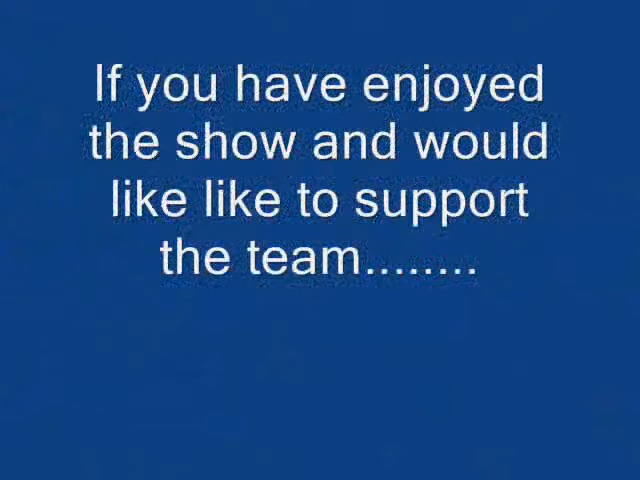 If you have enjoyed
the show and would
like like to support
the team........